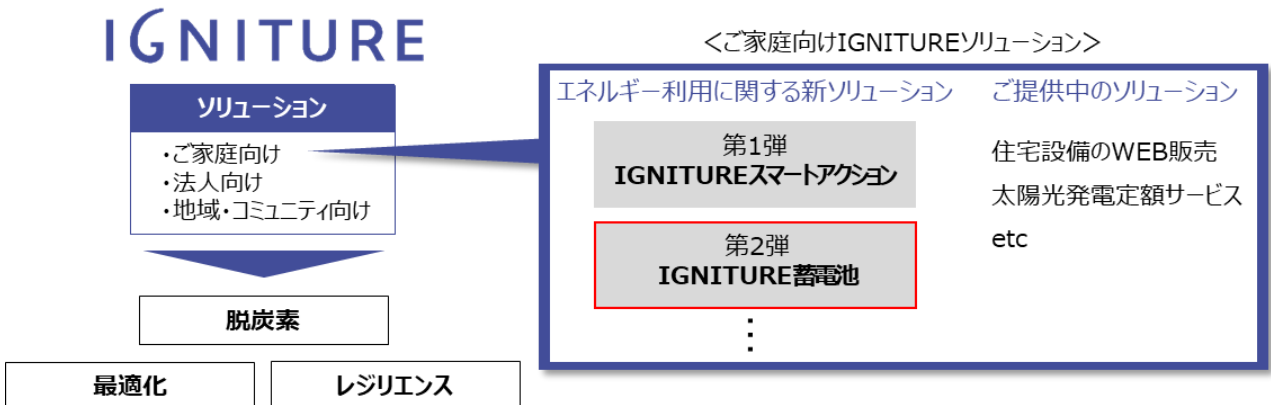 IGNITURE
ソリューション
・ご家庭向け
・法人向け
・地域・コミュニティ向け
脱炭素
最適化
レジリエンス
＜ご家庭向けIGNITUREソリューション＞
エネルギー利用に関する新ソリューション
第1弾
IGNITUREスマートアクション
第2弾
IGNITURE蓄電池
⋮
ご提供中のソリューション
住宅設備のWEB販売
太陽光発電定額サービス
etc